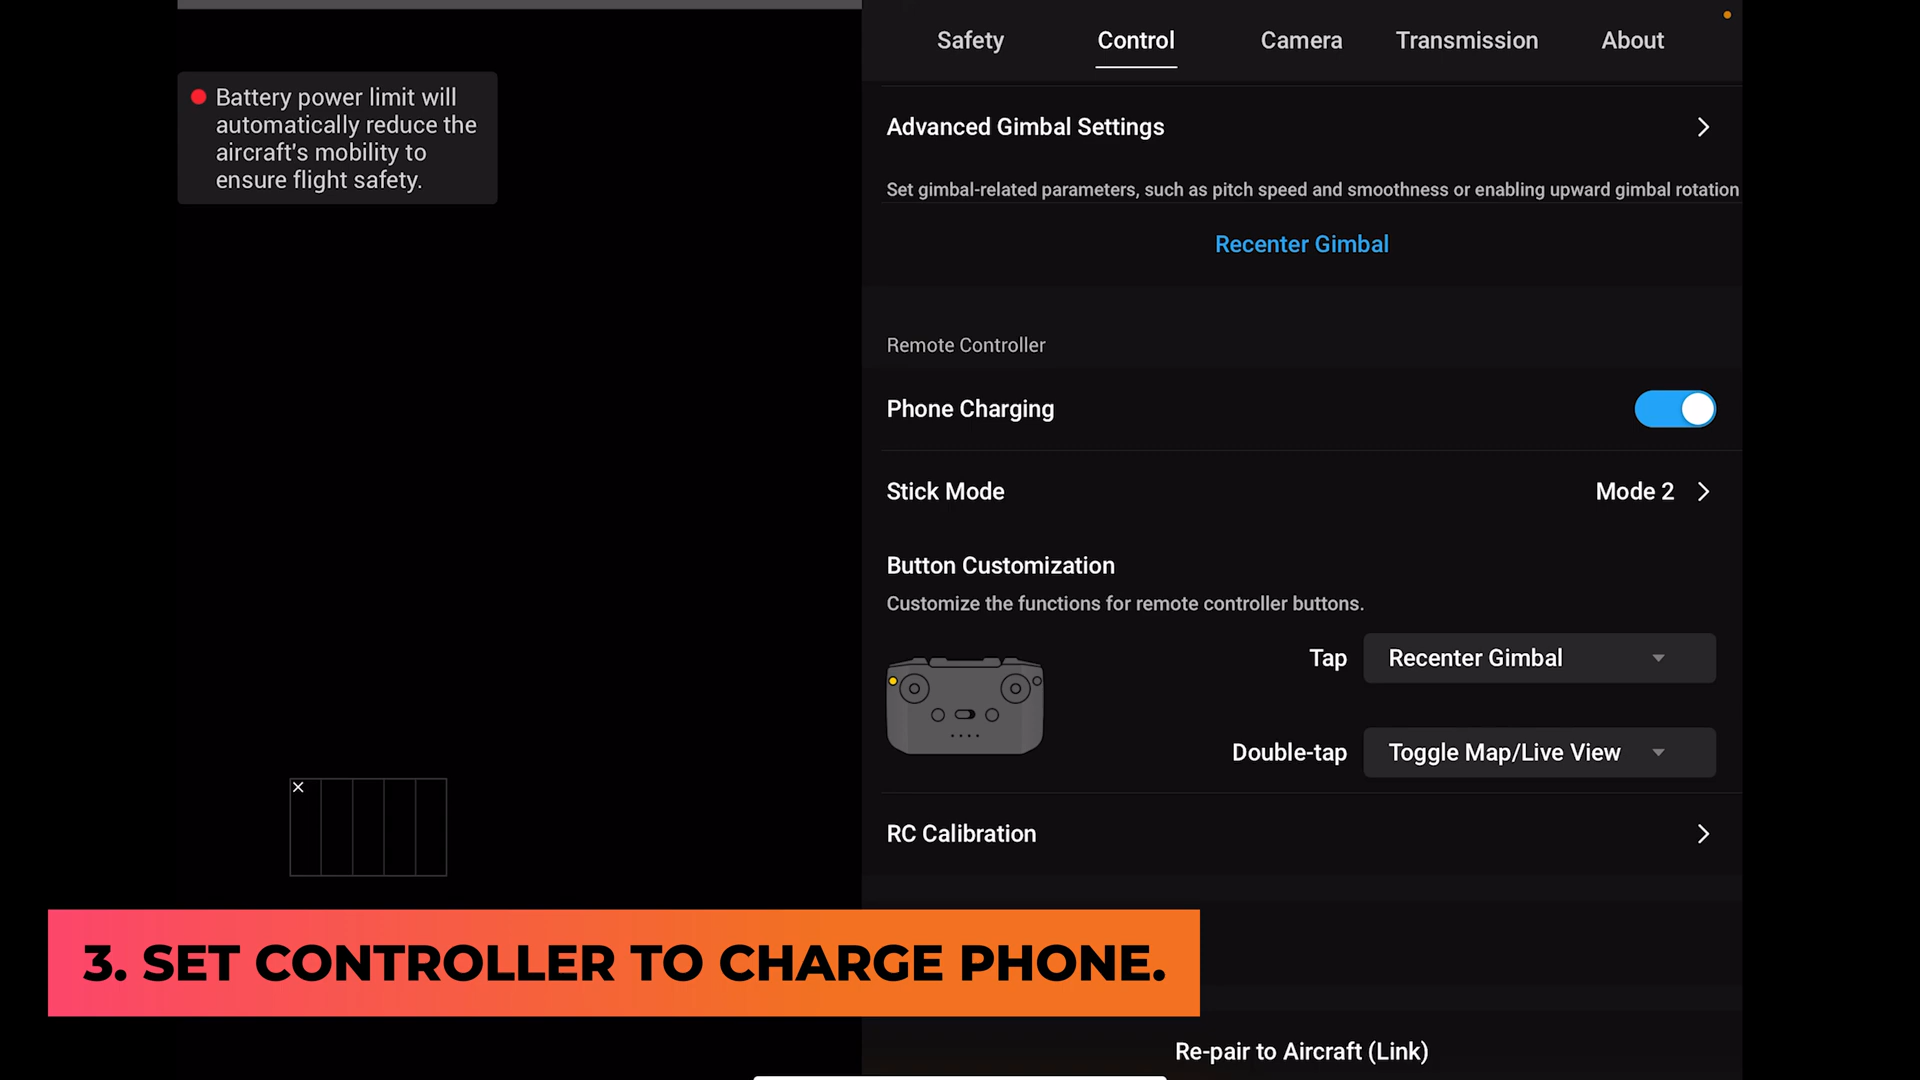 Safety
Control
Camera
Transmission
About
Battery power limit will
automatically reduce the
aircraft's mobility to
ensure flight safety.
Advanced Gimbal Settings
Set gimbal-related parameters, such as pitch speed and smoothness or enabling upward gimbal rotation
Recenter Gimbal
Remote Controller
Phone Charging
Stick Mode
Mode 2
Button Customization
Customize the functions for remote controller buttons.
Tap
Recenter Gimbal
Double-tap
Toggle Map/Live View
RC Calibration
3. SET CONTROLLER TO CHARGE PHONE.
Re-pair to Aircraft (Link)